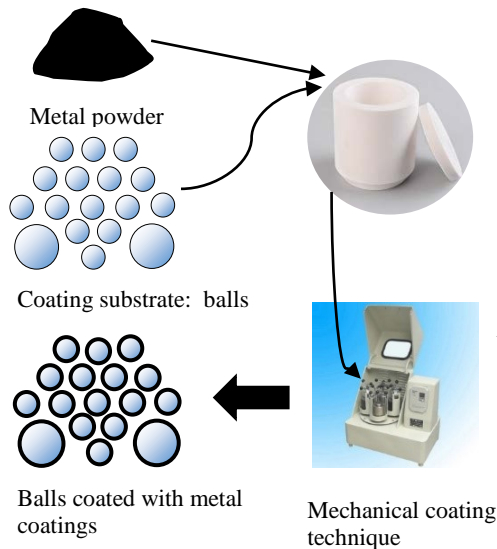 Metal powder
Coating substrate: balls
Balls coated with metal
coatings
Mechanical coating
technique